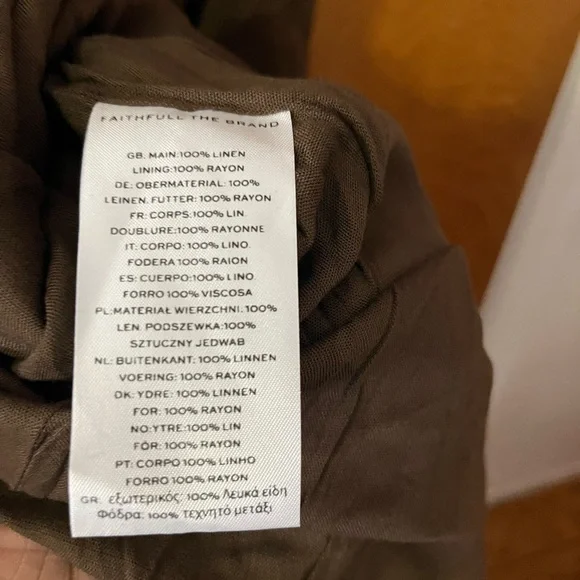 FAITHFULL THE BRAND
GB: MAIN:100% LINEN
LINING:100% RAYON
DE: OBERMATERIAL: 100%
LEINEN. FUTTER: 100% RAYON
FR: CORPS:100% LIN.
DOUBLURE:100% RAYONNE
IT: CORPO: 100% LINO.
FODERA 100% RAION
ES: CUERPO:100% LINO.
FORRO 100% VISCOSA
PL:MATERIAŁ WIERZCHNI: 100%
LEN. PODSZEWKA:100%
SZTUCZNY JEDWAB
NL: BUITENKANT: 100% LINNEN
VOERING: 100% RAYON
DK: YDRE: 100% LINNEN
FOR: 100% RAYON
NO:YTRE:100% LIN
FÓR: 100% RAYON
PT: CORPO 100% LINHO
FORRO 100% RAYON
GR: εξωτερικός: 100% Λευκά είδη
Φόδρα: 100% τεχνητό μετάξι